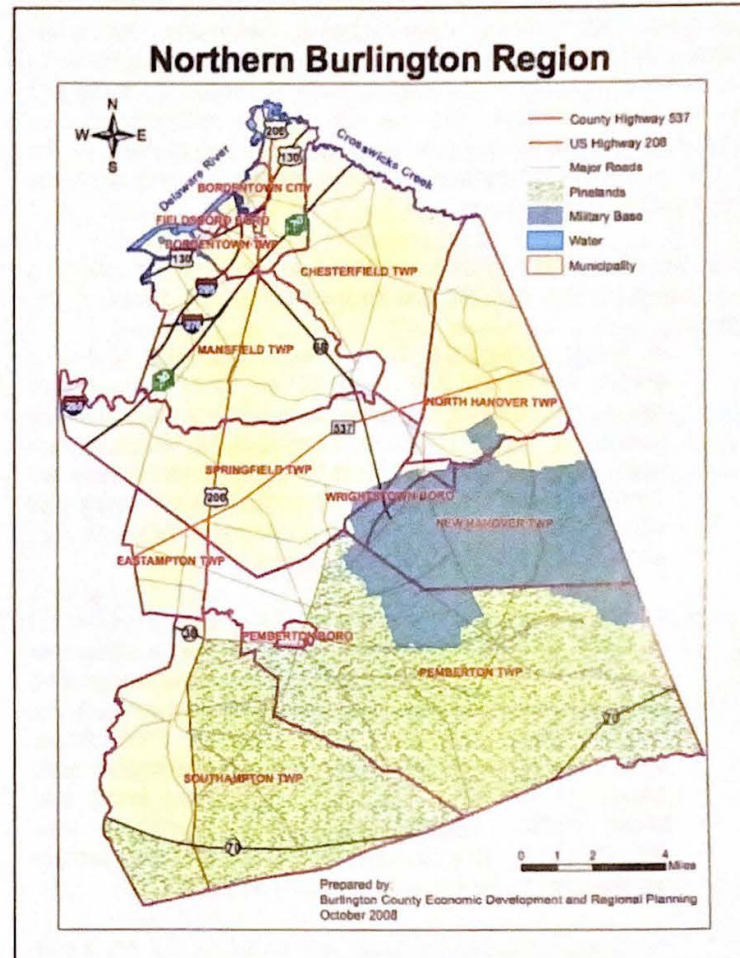 Northern Burlington Region
N
W E
S
County Highway 537
US Highway 206
Major Roads
Pinelands
Military Base
Water
Municipality
Delaware River
Crosswicks Creek
206
130
BORDENTOWN CITY
FIELDSBORO BORO
BORDENTOWN TWP
130
CHESTERFIELD TWP
MANSFIELD TWP
68
NORTH HANOVER TWP
537
SPRINGFIELD TWP
206
WRIGHTSTOWN BORO
NEW HANOVER TWP
EASTAMPTON TWP
38
PEMBERTON BORO
PEMBERTON TWP
70
SOUTHAMPTON TWP
70
0 1 2 4
Miles
Prepared by:
Burlington County Economic Development and Regional Planning
October 2008